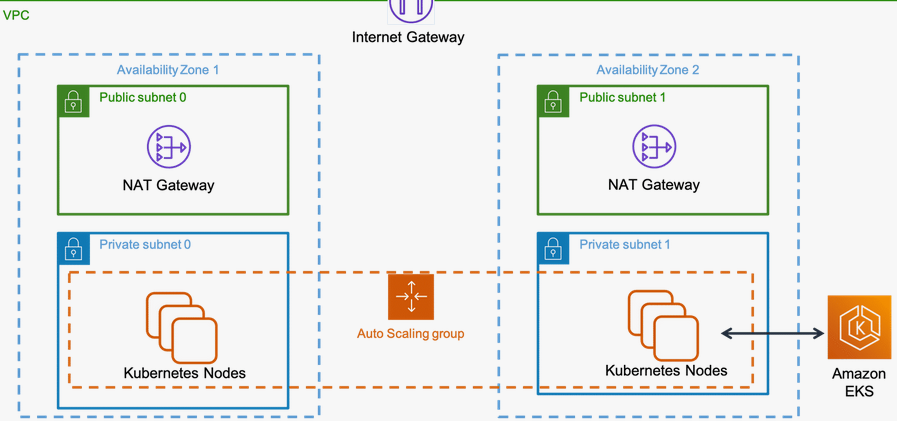 VPC
Internet Gateway
Availability Zone 1
Availability Zone 2
Public subnet 0
Public subnet 1
NAT Gateway
NAT Gateway
Private subnet 0
Private subnet 1
Auto Scaling group
Kubernetes Nodes
Kubernetes Nodes
K
Amazon
EKS